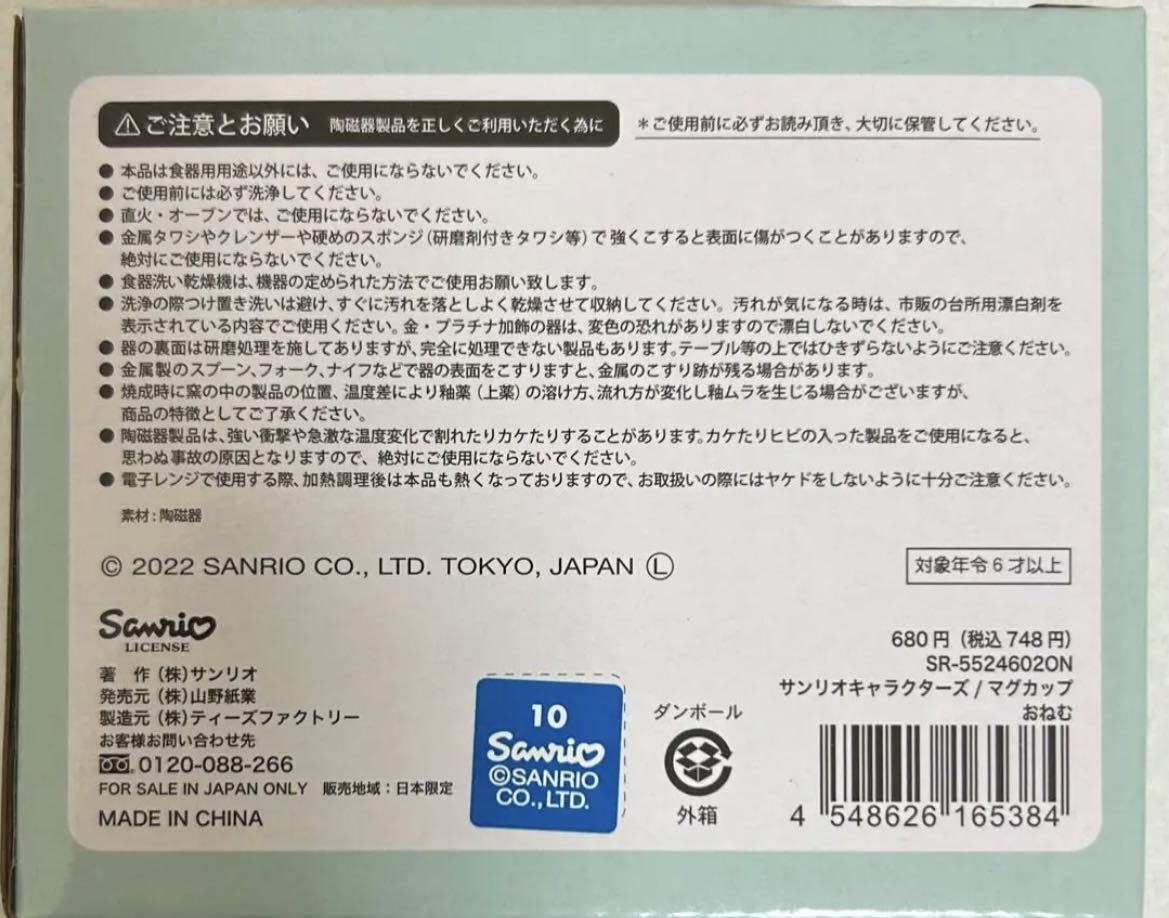 ⚠ご注意とお願い 陶磁器製品を正しくご利用いただく為に ＊ご使用前に必ずお読み頂き、大切に保管してください。
● 本品は食器用用途以外には、ご使用にならないでください。
● ご使用前には必ず洗浄してください。
● 直火・オーブンでは、ご使用にならないでください。
● 金属タワシやクレンザーや硬めのスポンジ（研磨剤付きタワシ等）で 強くこすると表面に傷がつくことがありますので、
絶対にご使用にならないでください。
● 食器洗い乾燥機は、機器の定められた方法でご使用お願い致します。
● 洗浄の際つけ置き洗いは避け、すぐに汚れを落としよく乾燥させて収納してください。汚れが気になる時は、市販の台所用漂白剤を
表示されている内容でご使用ください。金・プラチナ加飾の器は、変色の恐れがありますので漂白しないでください。
● 器の裏面は研磨処理を施してありますが、完全に処理できない製品もあります。テーブル等の上ではひきずらないようにご注意ください。
● 金属製のスプーン、フォーク、ナイフなどで器の表面をこすりますと、金属のこすり跡が残る場合があります。
● 焼成時に窯の中の製品の位置、温度差により釉薬（上薬）の溶け方、流れ方が変化し釉ムラを生じる場合がございますが、
商品の特徴としてご了承ください。
● 陶磁器製品は、強い衝撃や急激な温度変化で割れたりカケたりすることがあります。カケたりヒビの入った製品をご使用になると、
思わぬ事故の原因となりますので、絶対にご使用にならないでください。
● 電子レンジで使用する際、加熱調理後は本品も熱くなっておりますので、お取扱いの際にはヤケドをしないように十分ご注意ください。
素材：陶磁器
© 2022 SANRIO CO., LTD. TOKYO, JAPAN Ⓛ
対象年令6才以上
Sanrio
LICENSE
著　作（株）サンリオ
発売元（株）山野紙業
製造元（株）ティーズファクトリー
お客様お問い合わせ先
0120-088-266
FOR SALE IN JAPAN ONLY 販売地域：日本限定
MADE IN CHINA
10
Sanrio
©SANRIO
CO.,LTD.
ダンボール
外箱
680円（税込748円）
SR-5524602ON
サンリオキャラクターズ / マグカップ
おねむ
4 548626 165384